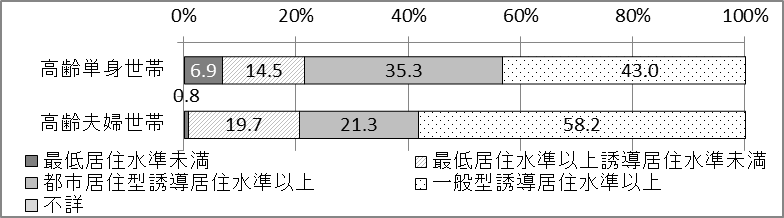 0% 20% 40% 60% 80% 100%
高齢単身世帯 6.9 14.5 35.3 43.0
0.8
高齢夫婦世帯 19.7 21.3 58.2
最低居住水準未満 最低居住水準以上誘導居住水準未満
都市居住型誘導居住水準以上 一般型誘導居住水準以上
不詳